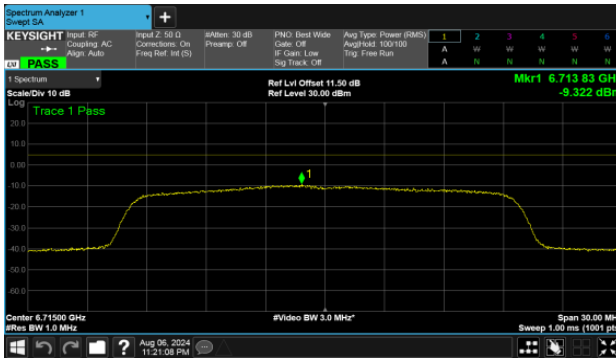 Spectrum Analyzer 1
Swept SA
+
KEYSIGHT
Input: RF
Coupling: AC
Align: Auto
Input Z: 50 Ω
Corrections: On
Freq Ref: Int (S)
#Atten: 30 dB
Preamp: Off
PNO: Best Wide
Gate: Off
IF Gain: Low
Sig Track: Off
Avg Type: Power (RMS)
Avg|Hold: 100/100
Trig: Free Run
1 2 3 4 5 6
A W W W W W
A N N N N N
LXI PASS
1 Spectrum
Scale/Div 10 dB
Ref Lvl Offset 11.50 dB
Ref Level 30.00 dBm
Mkr1 6.713 83 GH
-9.322 dBr
Log
Trace 1 Pass
20.0
10.0
0.00
-10.0
-20.0
-30.0
-40.0
-50.0
-60.0
1
Center 6.71500 GHz
#Res BW 1.0 MHz
#Video BW 3.0 MHz*
Span 30.00 MH
Sweep 1.00 ms (1001 pts
?
Aug 06, 2024
11:21:08 PM